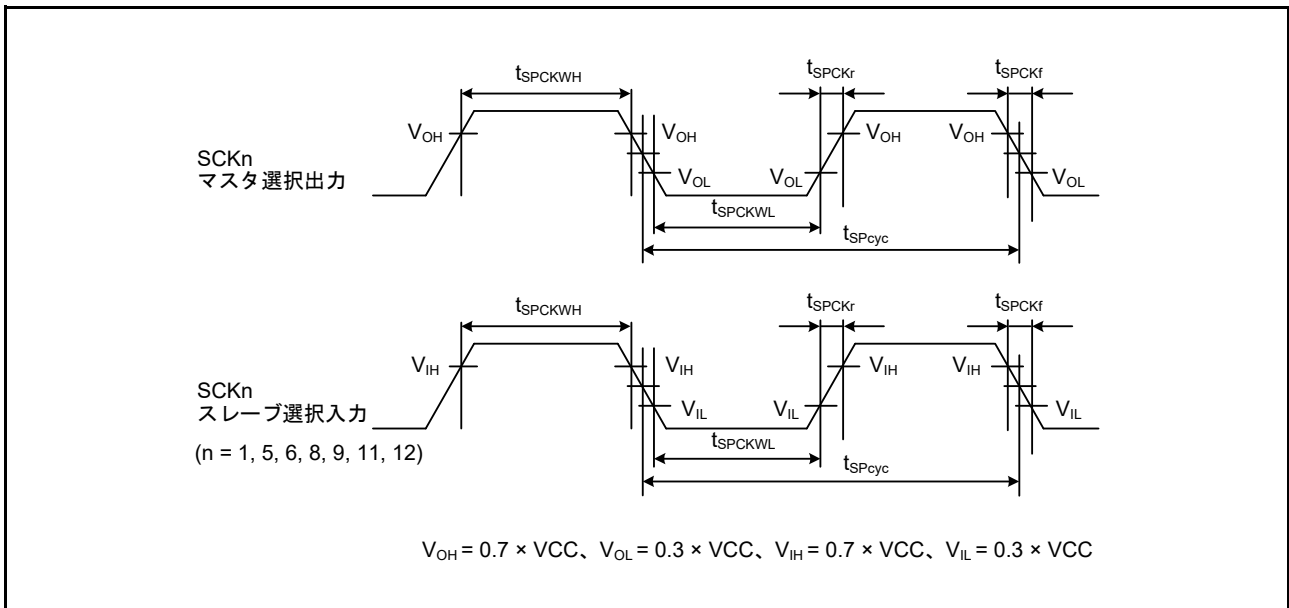 tSPCKWH tSPCKr tSPCKf
VOH VOH VOH VOH
SCKn
マスタ選択出力
VOL VOL VOL
tSPCKWL
tSPcyc
tSPCKWH tSPCKr tSPCKf
VIH VIH VIH VIH
SCKn
スレーブ選択入力
VIL VIL VIL
(n = 1, 5, 6, 8, 9, 11, 12)
tSPCKWL
tSPcyc
VOH = 0.7 × VCC、VOL = 0.3 × VCC、VIH = 0.7 × VCC、VIL = 0.3 × VCC